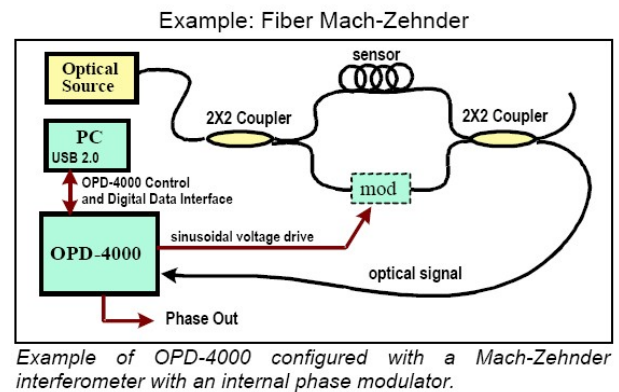 Example: Fiber Mach-Zehnder
Optical
Source
sensor
2X2 Coupler
2X2 Coupler
PC
USB 2.0
OPD-4000 Control
and Digital Data Interface
mod
OPD-4000
sinusoidal voltage drive
optical signal
Phase Out
Example of OPD-4000 configured with a Mach-Zehnder
interferometer with an internal phase modulator.